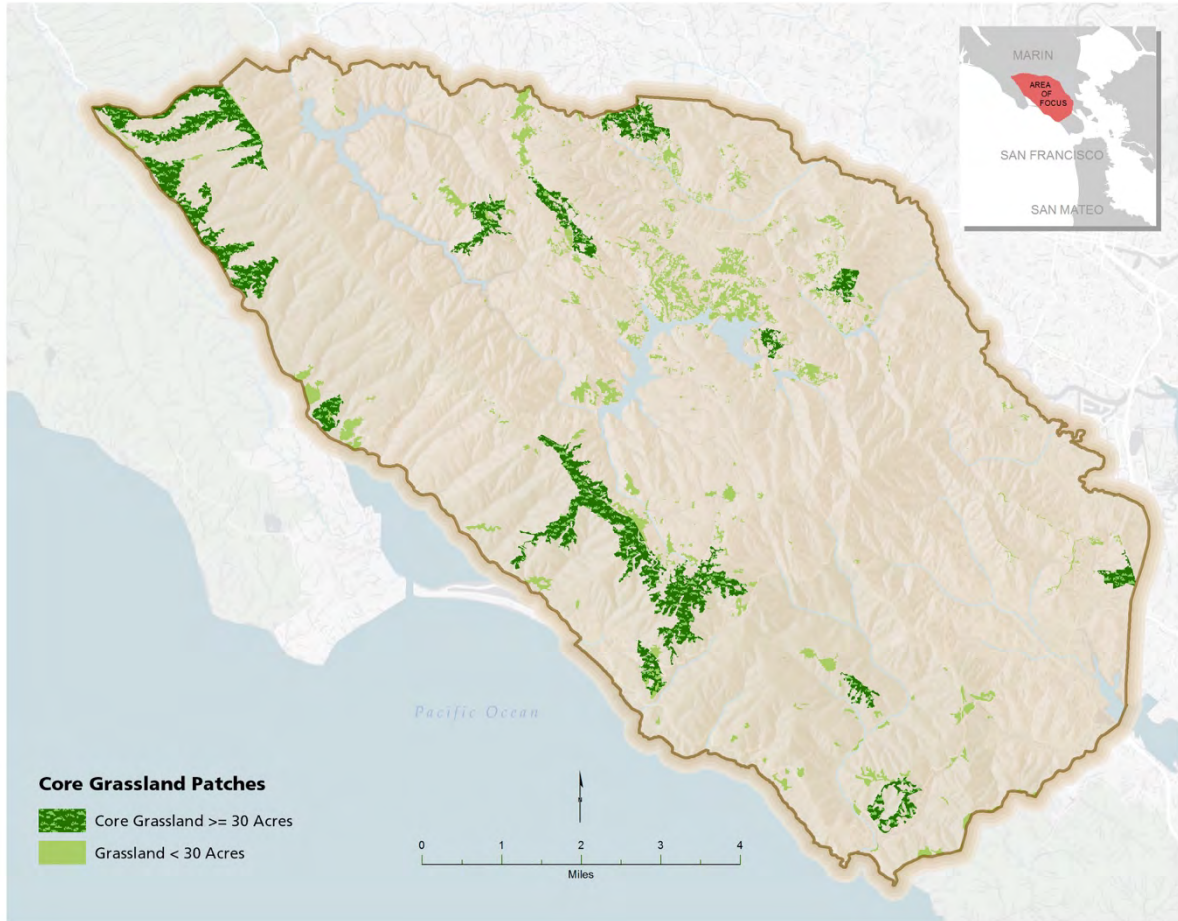 MARIN
AREA
OF
FOCUS
SAN FRANCISCO
SAN MATEO
Pacific Ocean
Core Grassland Patches
Core Grassland >= 30 Acres
Grassland < 30 Acres
N
0 1 2 3 4
Miles